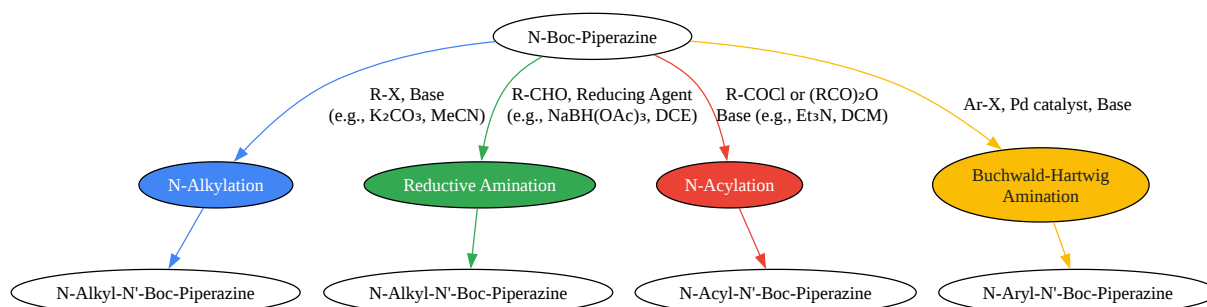 N-Boc-Piperazine
R-X, Base
(e.g., K₂CO₃, MeCN)
R-CHO, Reducing Agent
(e.g., NaBH(OAc)₃, DCE)
R-COCl or (RCO)₂O
Base (e.g., Et₃N, DCM)
Ar-X, Pd catalyst, Base
N-Alkylation
Reductive Amination
N-Acylation
Buchwald-Hartwig
Amination
N-Alkyl-N'-Boc-Piperazine
N-Alkyl-N'-Boc-Piperazine
N-Acyl-N'-Boc-Piperazine
N-Aryl-N'-Boc-Piperazine